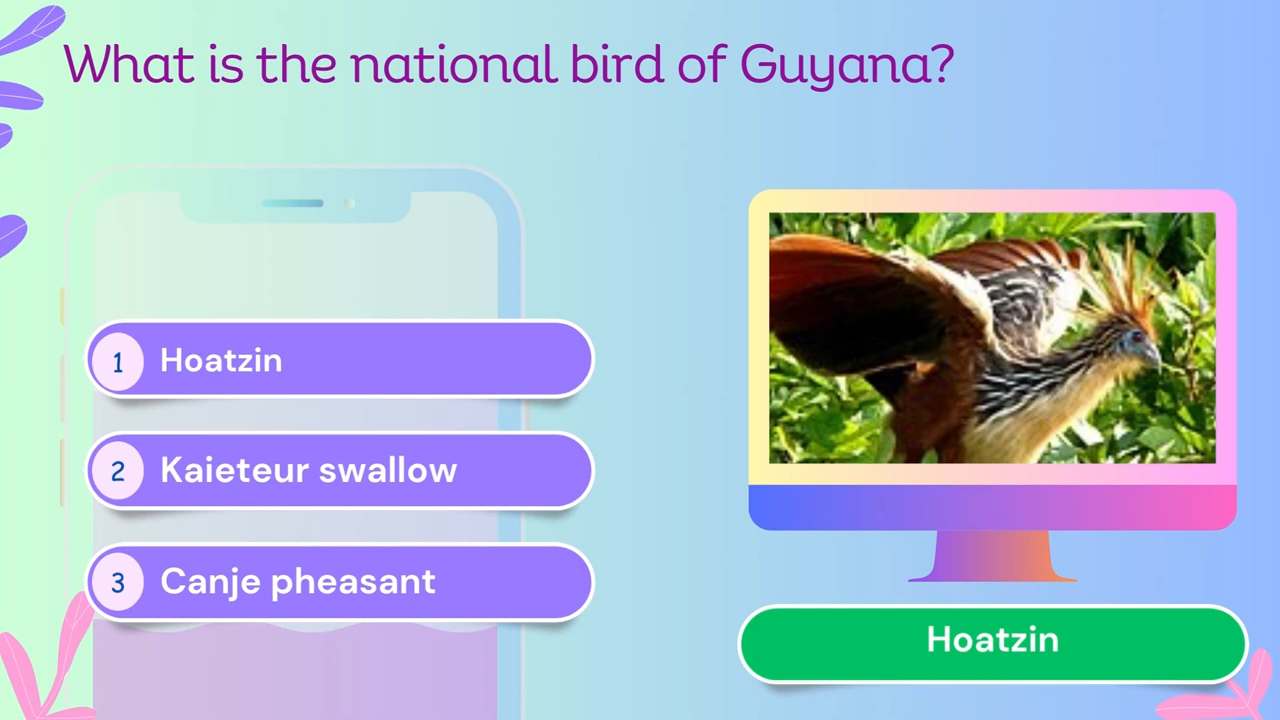 What is the national bird of Guyana?
1 Hoatzin
2 Kaieteur swallow
3 Canje pheasant
Hoatzin